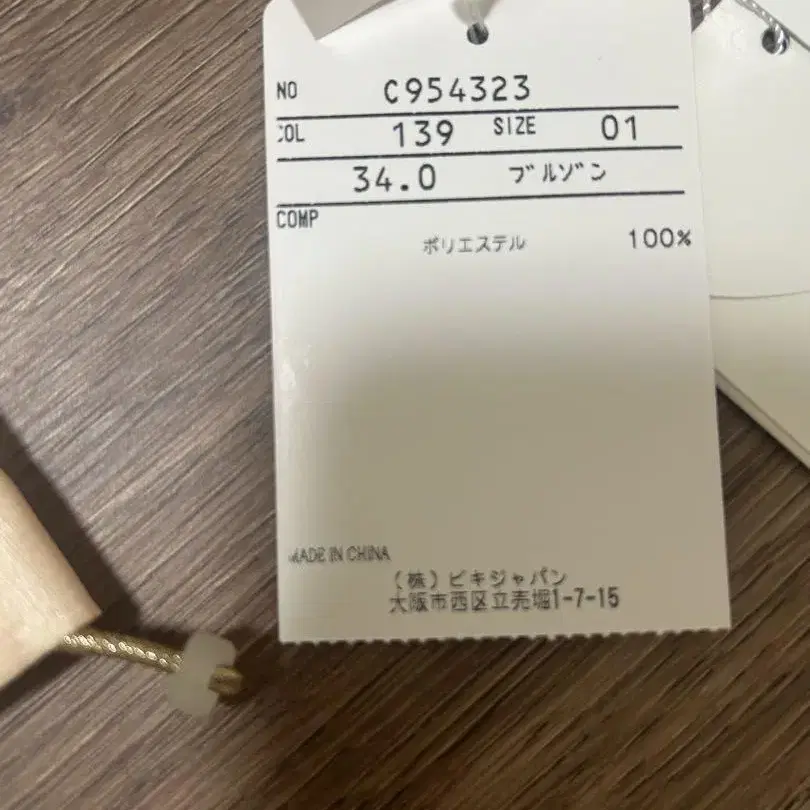 NO C954323
COL 139 SIZE 01
34.0 ブルゾン
COMP
ポリエステル 100%
MADE IN CHINA
(株)ビキジャパン
大阪市西区立売堀1-7-15